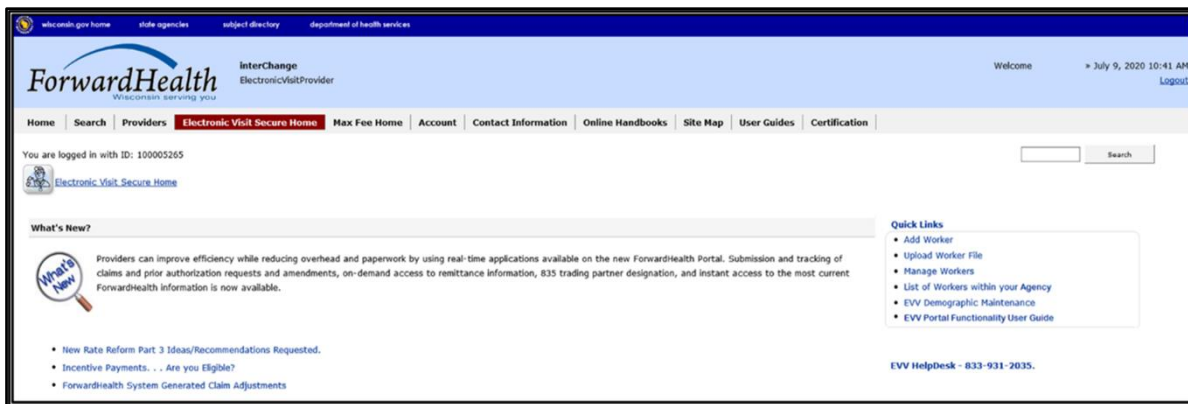 wisconsin.gov home state agencies subject directory department of health services
ForwardHealth
Wisconsin serving you
interChange
ElectronicVisitProvider
Welcome » July 9, 2020 10:41 AM
Logout
Home Search Providers Electronic Visit Secure Home Max Fee Home Account Contact Information Online Handbooks Site Map User Guides Certification
You are logged in with ID: 100005265
Search
Electronic Visit Secure Home
What's New?
What's
New
Providers can improve efficiency while reducing overhead and paperwork by using real-time applications available on the new ForwardHealth Portal. Submission and tracking of
claims and prior authorization requests and amendments, on-demand access to remittance information, 835 trading partner designation, and instant access to the most current
ForwardHealth information is now available.
• New Rate Reform Part 3 Ideas/Recommendations Requested.
• Incentive Payments. . . Are you Eligible?
• ForwardHealth System Generated Claim Adjustments
Quick Links
• Add Worker
• Upload Worker File
• Manage Workers
• List of Workers within your Agency
• EVV Demographic Maintenance
• EVV Portal Functionality User Guide
EVV HelpDesk - 833-931-2035.